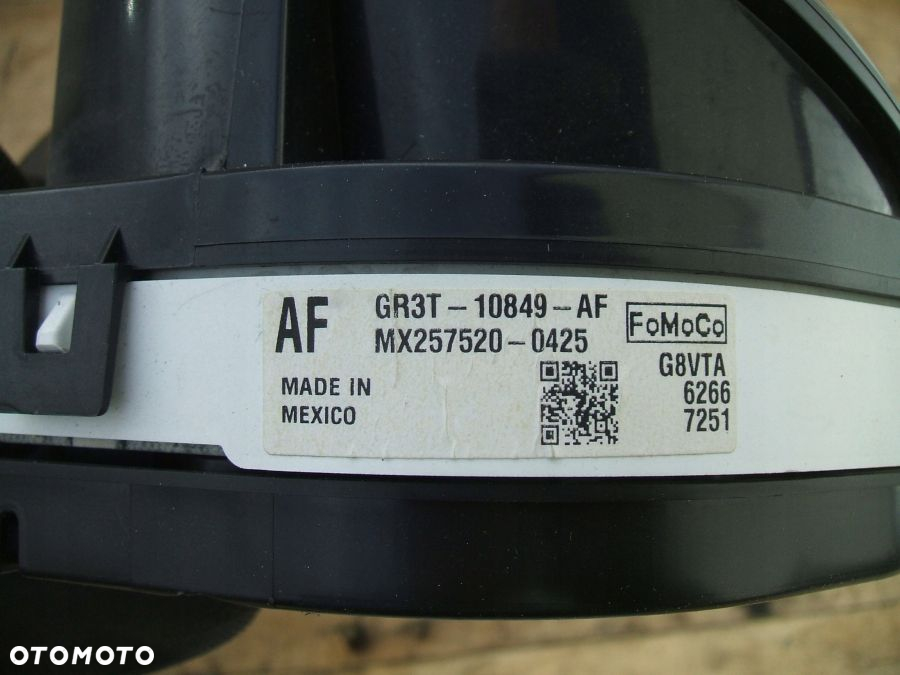 AF
GR3T-10849-AF
MX257520-0425
FoMoCo
MADE IN
MEXICO
G8VTA
6266
7251
OTOMOTO